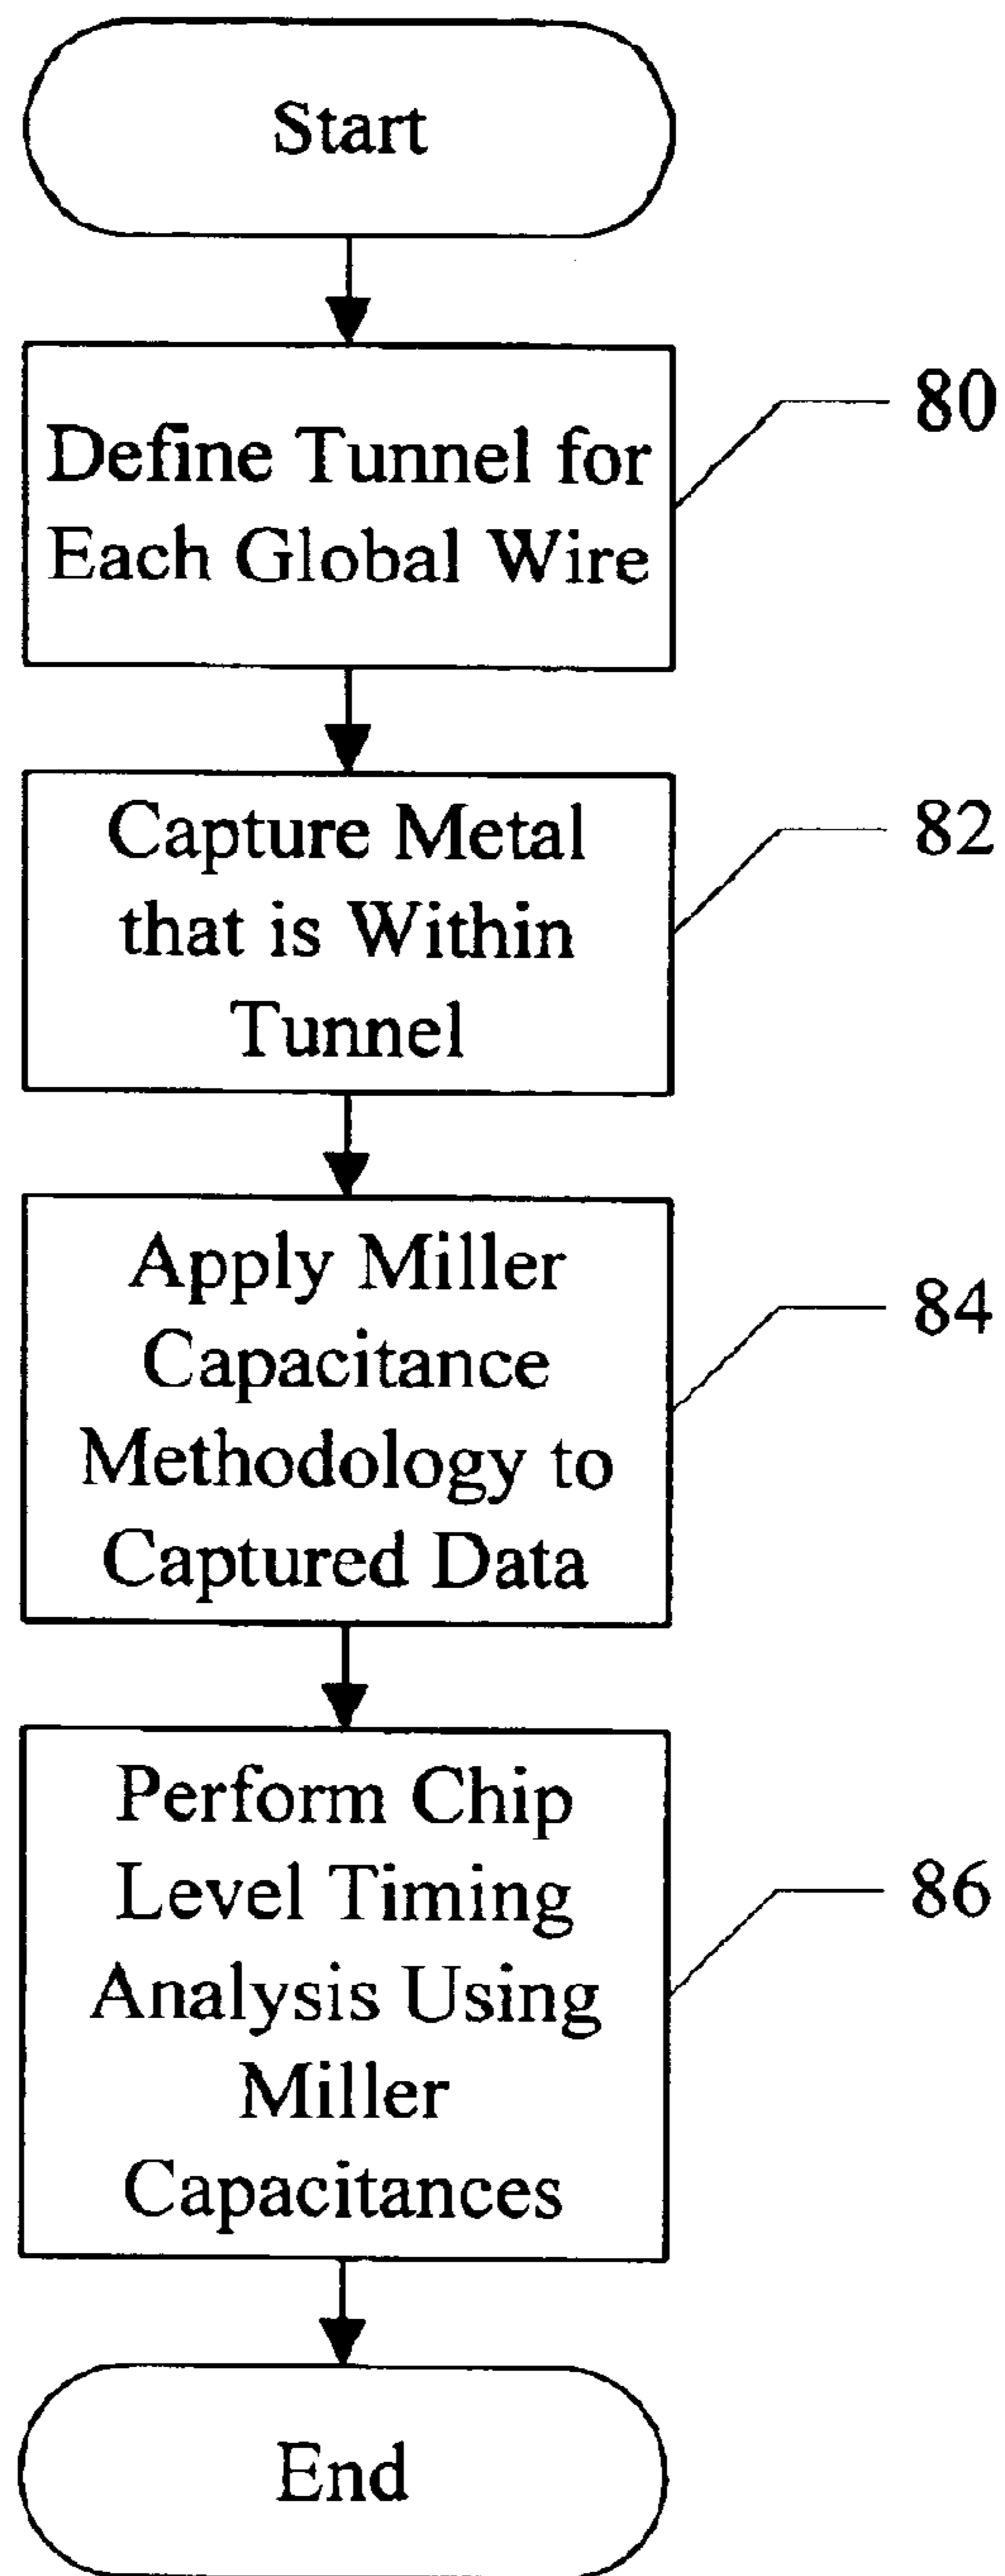 Start
Define Tunnel for
Each Global Wire
80
Capture Metal
that is Within
Tunnel
82
Apply Miller
Capacitance
Methodology to
Captured Data
84
Perform Chip
Level Timing
Analysis Using
Miller
Capacitances
86
End